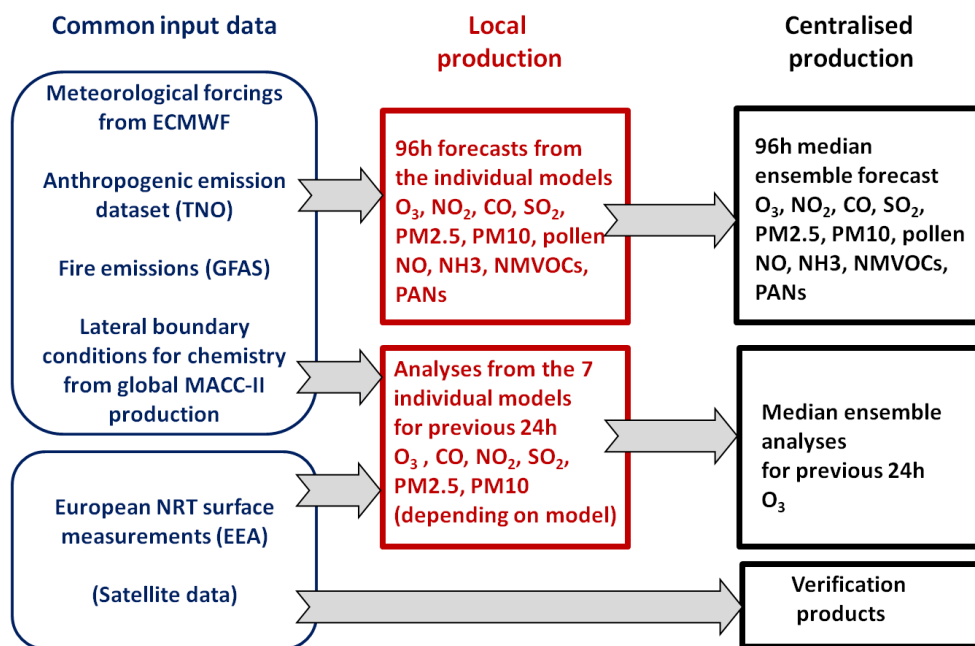 Common input data
Meteorological forcings
from ECMWF
Anthropogenic emission
dataset (TNO)
Fire emissions (GFAS)
Lateral boundary
conditions for chemistry
from global MACC-II
production
European NRT surface
measurements (EEA)
(Satellite data)
Local
production
96h forecasts from
the individual models
O₃, NO₂, CO, SO₂,
PM2.5, PM10, pollen
NO, NH3, NMVOCs,
PANs
Analyses from the 7
individual models
for previous 24h
O₃ , CO, NO₂, SO₂,
PM2.5, PM10
(depending on model)
Centralised
production
96h median
ensemble forecast
O₃, NO₂, CO, SO₂,
PM2.5, PM10, pollen
NO, NH3, NMVOCs,
PANs
Median ensemble
analyses
for previous 24h
O₃
Verification
products